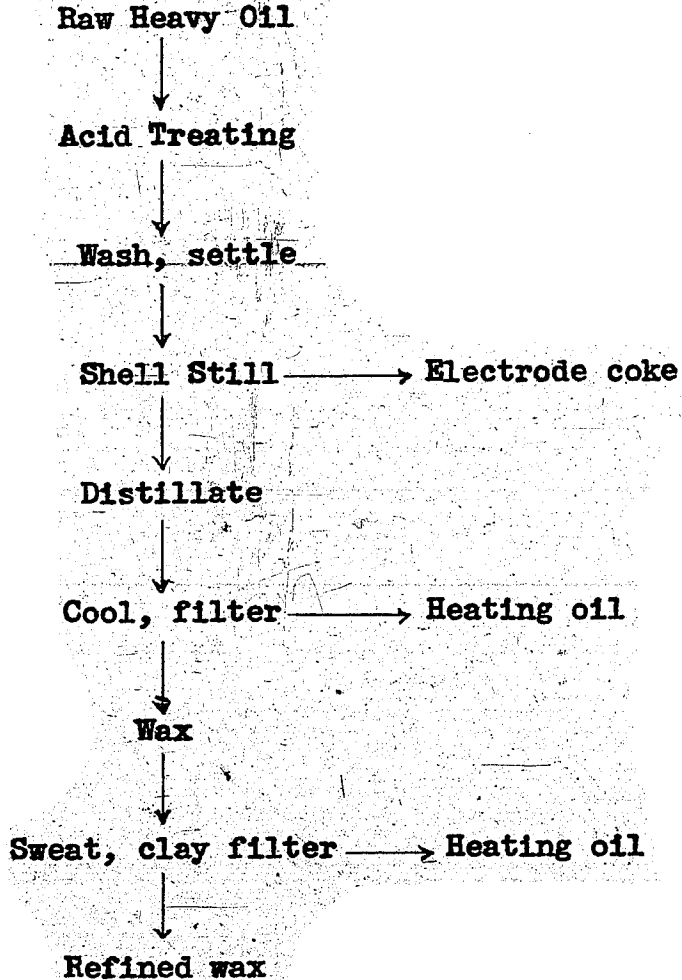 Raw Heavy Oil
Acid Treating
Wash, settle
Shell Still
Electrode coke
Distillate
Cool, filter
Heating oil
Wax
Sweat, clay filter
Heating oil
Refined wax